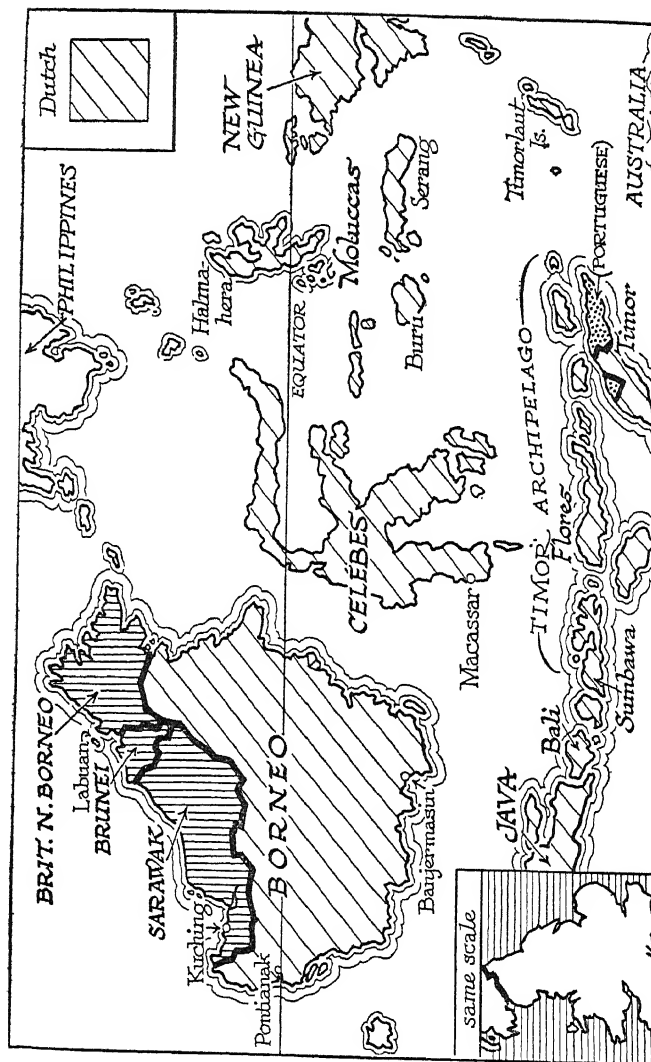 Dutch
PHILIPPINES
BRIT. N. BORNEO
Labuan
BRUNEI
SARAWAK
Kuching
Pontianak
BORNEO
Banjermasin
CELEBES
Macassar
Halma-
hera
EQUATOR
NEW
GUINEA
Moluccas
Buru
Serang
Timorlaut
Is.
TIMOR ARCHIPELAGO
JAVA
Bali
Sumbawa
Flores
Timor
(PORTUGUESE)
AUSTRALIA
same scale